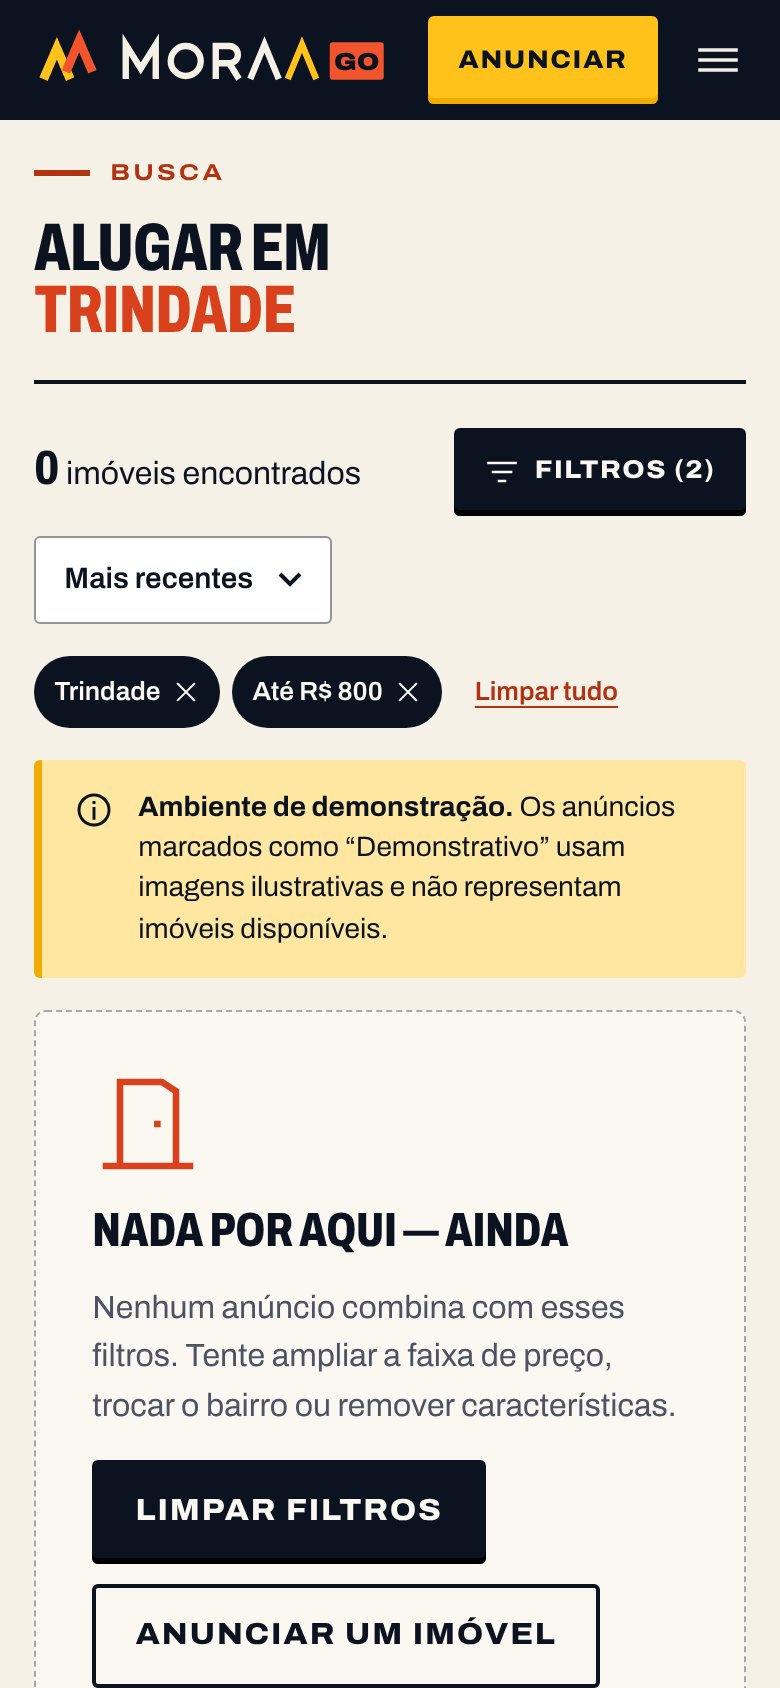 MORAA GO
ANUNCIAR
BUSCA
ALUGAR EM
TRINDADE
0 imóveis encontrados
FILTROS (2)
Mais recentes
Trindade
Até R$ 800
Limpar tudo
Ambiente de demonstração. Os anúncios
marcados como “Demonstrativo” usam
imagens ilustrativas e não representam
imóveis disponíveis.
NADA POR AQUI — AINDA
Nenhum anúncio combina com esses
filtros. Tente ampliar a faixa de preço,
trocar o bairro ou remover características.
LIMPAR FILTROS
ANUNCIAR UM IMÓVEL